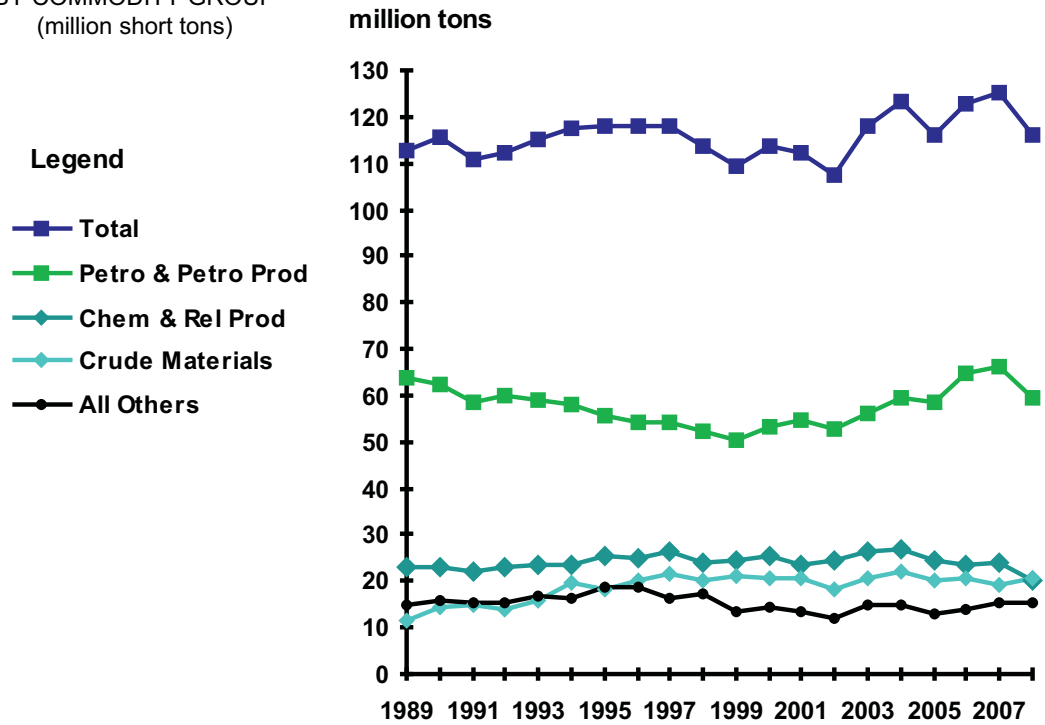 (million short tons)
million tons
130
120
110
100
90
80
70
60
50
40
30
20
10
0
1989 1991 1993 1995 1997 1999 2001 2003 2005 2007
Legend
Total
Petro & Petro Prod
Chem & Rel Prod
Crude Materials
All Others